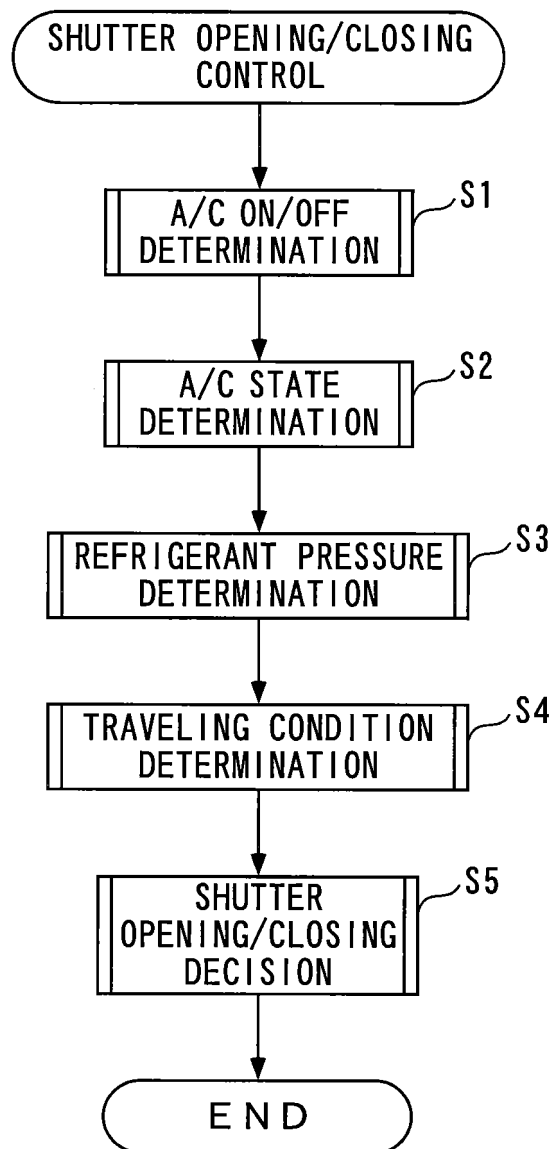 SHUTTER OPENING/CLOSING
CONTROL
A/C ON/OFF
DETERMINATION
S1
A/C STATE
DETERMINATION
S2
REFRIGERANT PRESSURE
DETERMINATION
S3
TRAVELING CONDITION
DETERMINATION
S4
SHUTTER
OPENING/CLOSING
DECISION
S5
END